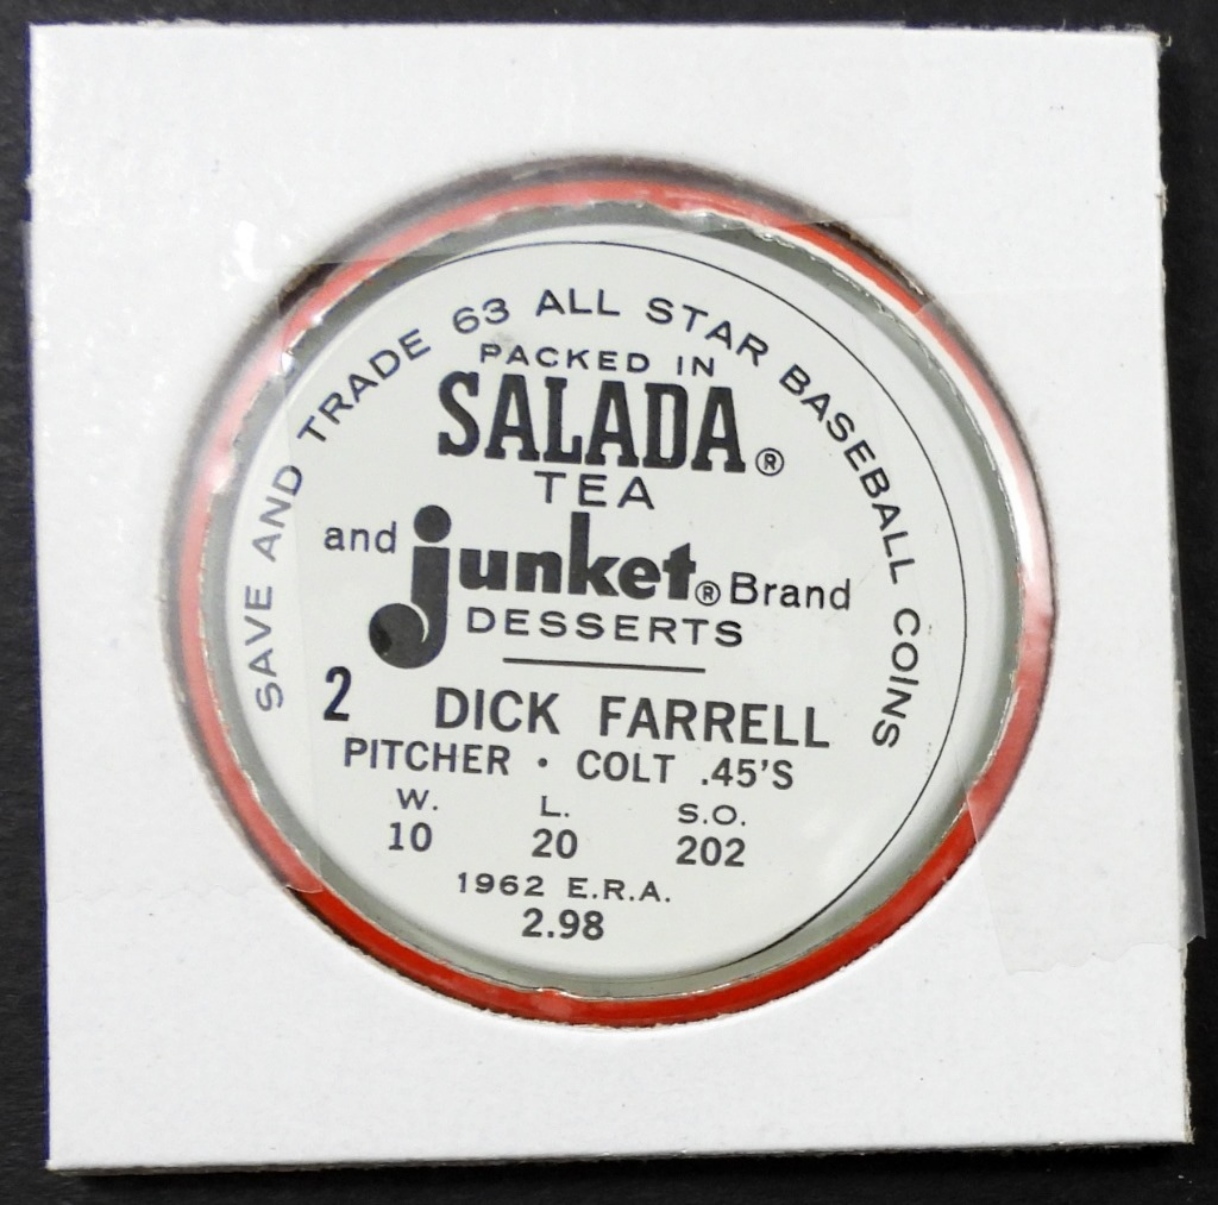 SAVE AND TRADE 63 ALL STAR BASEBALL COINS
PACKED IN
SALADA®
TEA
and junket® Brand
DESSERTS
2 DICK FARRELL
PITCHER · COLT .45'S
W. L. S.O.
10 20 202
1962 E.R.A.
2.98